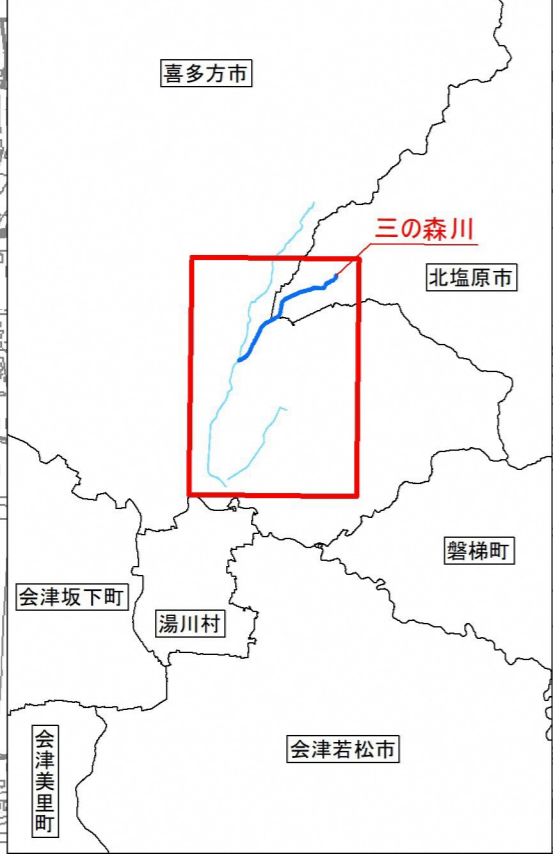 喜多方市
三の森川
北塩原市
磐梯町
会津坂下町
湯川村
会津若松市
会津美里町